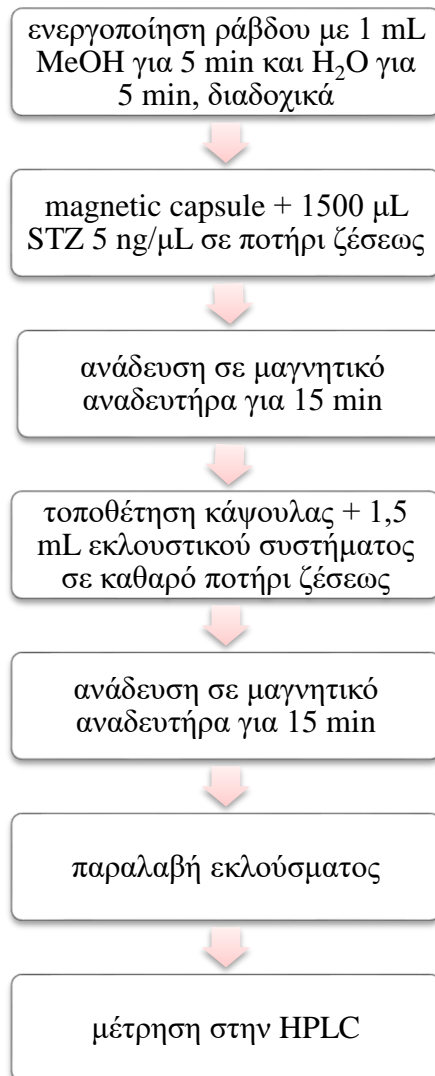 ενεργοποίηση ράβδου με 1 mL
MeOH για 5 min και H₂O για
5 min, διαδοχικά
magnetic capsule + 1500 μL
STZ 5 ng/μL σε ποτήρι ζέσεως
ανάδευση σε μαγνητικό
αναδευτήρα για 15 min
τοποθέτηση κάψουλας + 1,5
mL εκλουστικού συστήματος
σε καθαρό ποτήρι ζέσεως
ανάδευση σε μαγνητικό
αναδευτήρα για 15 min
παραλαβή εκλούσματος
μέτρηση στην HPLC